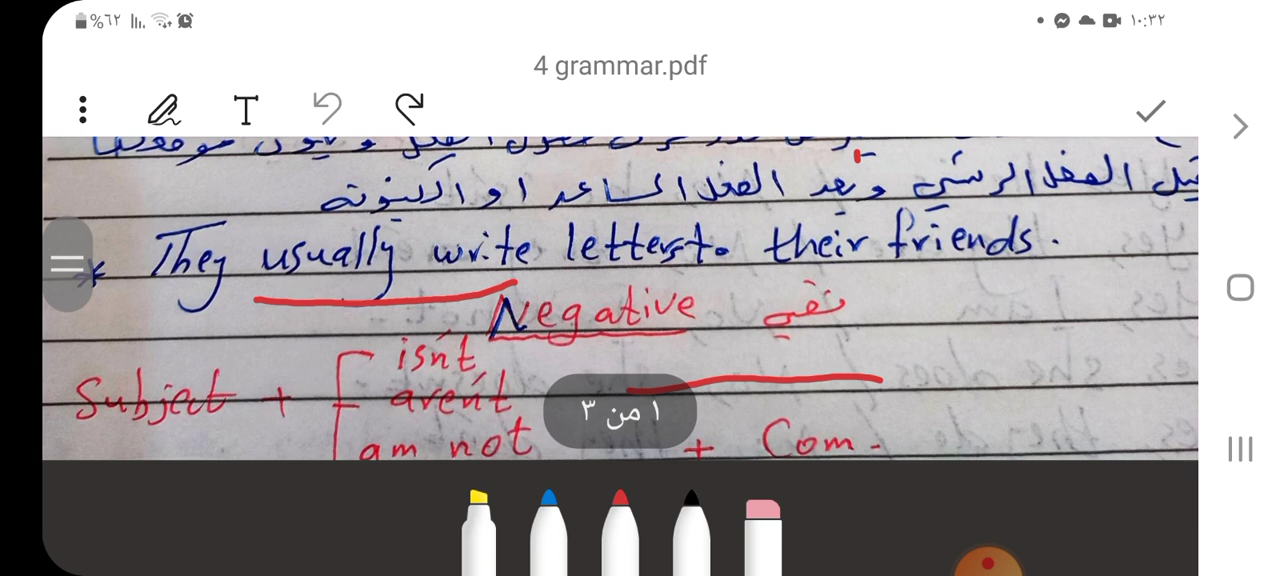 %٦٢
١٠:٣٢
4 grammar.pdf
T
قبل الفعل الرئسي وبعد الفعل المساعد او الكينونة
* They usually write letters to their friends.
Negative نفي
isn't,
Subject + aren't
am not + Com-
١ من ٣